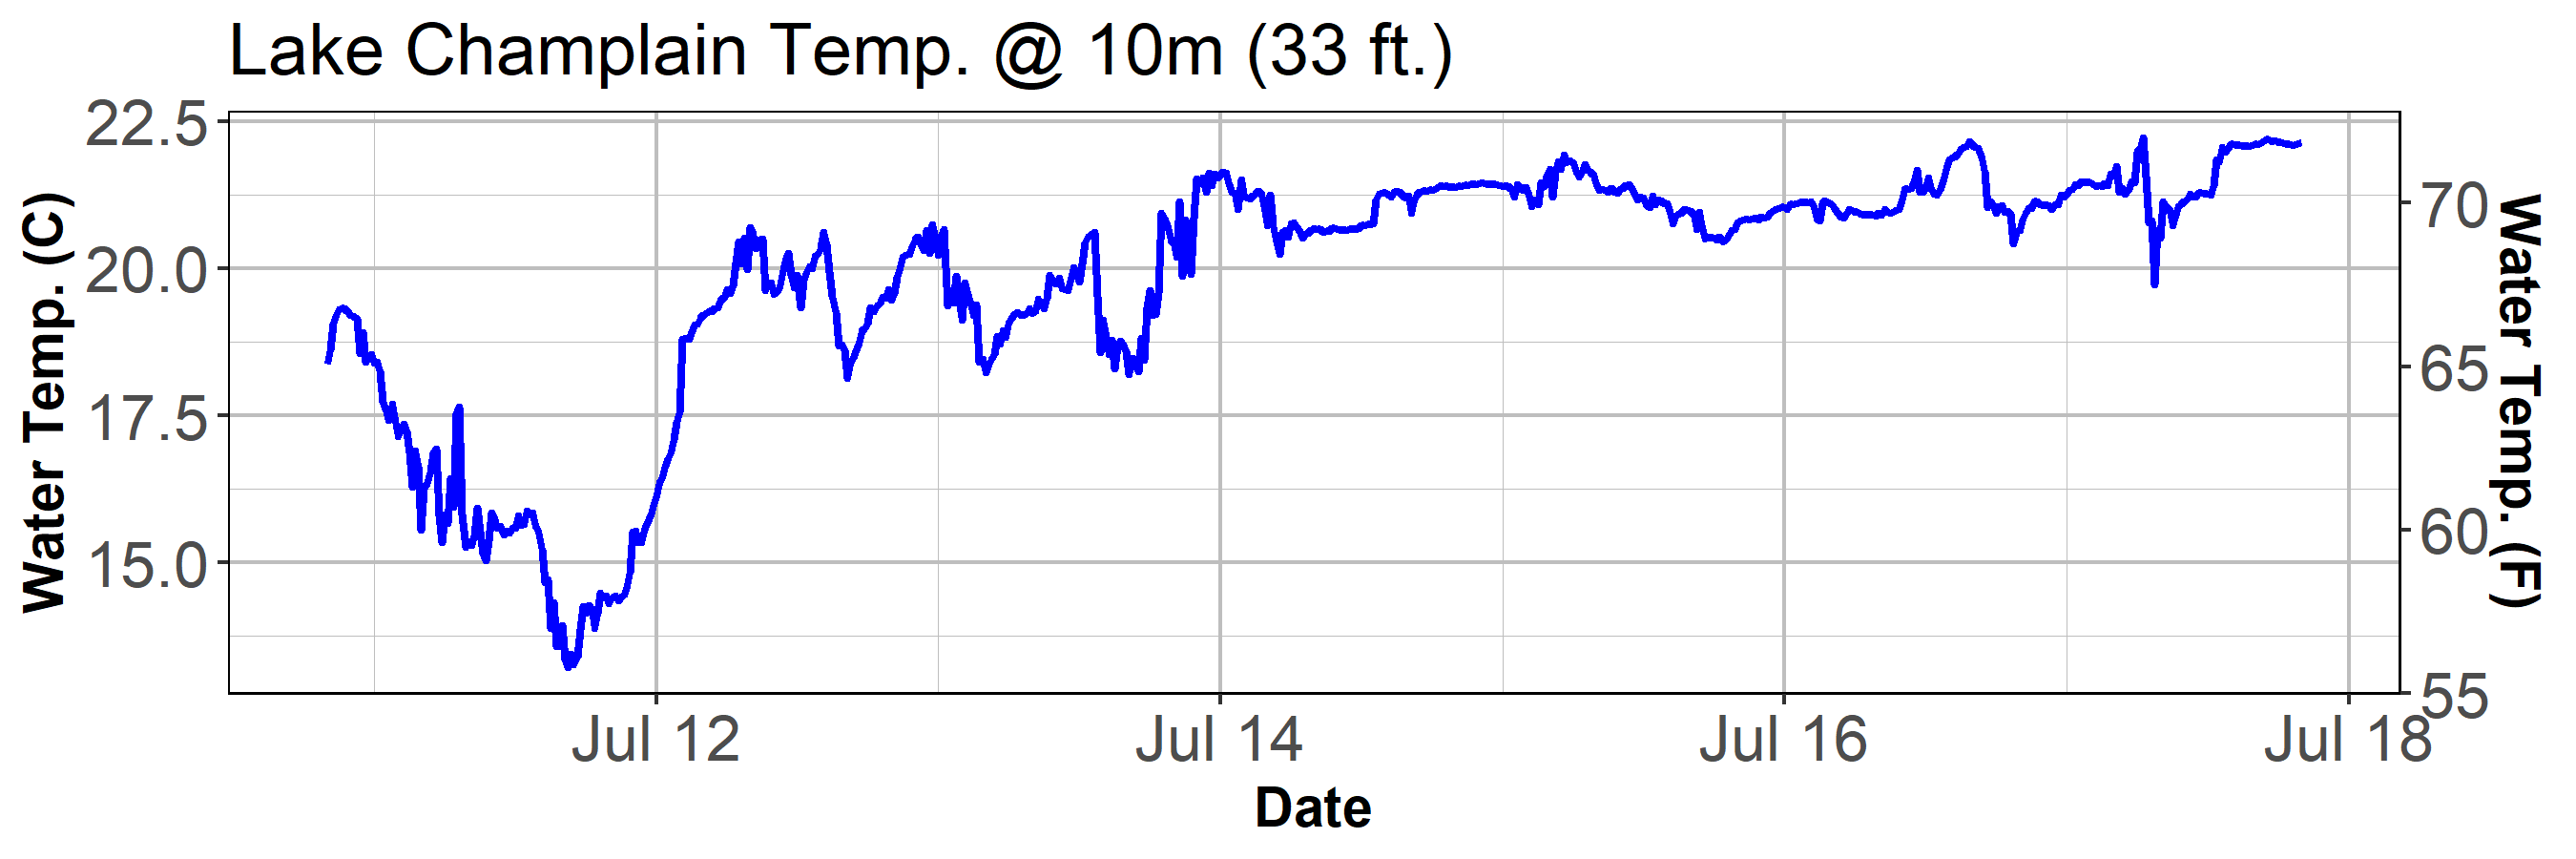 Lake Champlain Temp. @ 10m (33 ft.)
Water Temp. (C)
22.5
20.0
17.5
15.0
70
65
60
55
Water Temp. (F)
Jul 12
Jul 14
Jul 16
Jul 18
Date